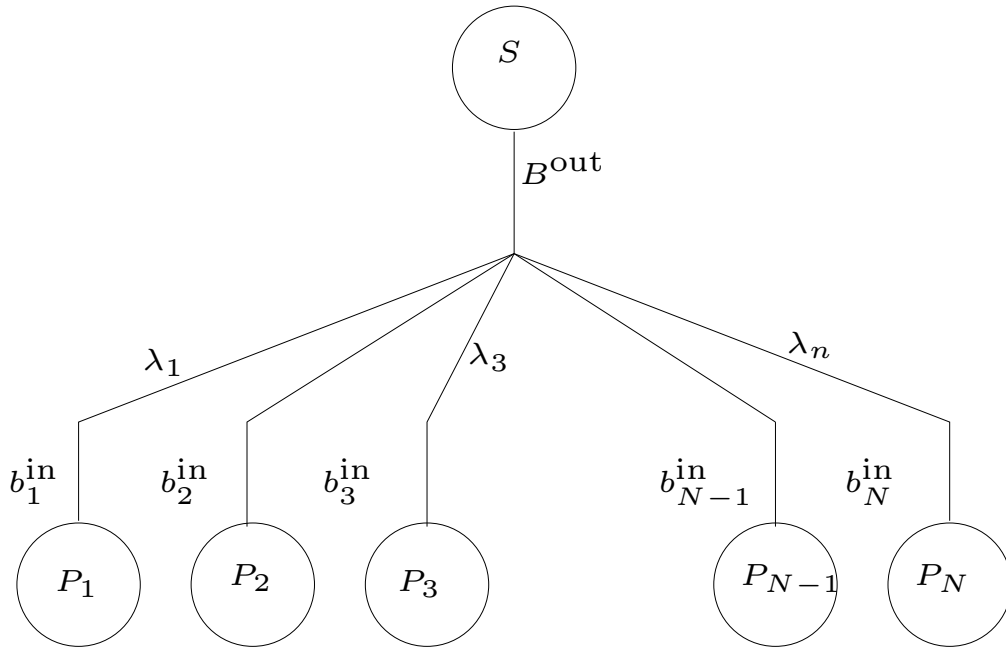 S
B^out
λ_1 λ_3 λ_n
b_1^in b_2^in b_3^in b_{N−1}^in b_N^in
P_1 P_2 P_3 P_{N−1} P_N